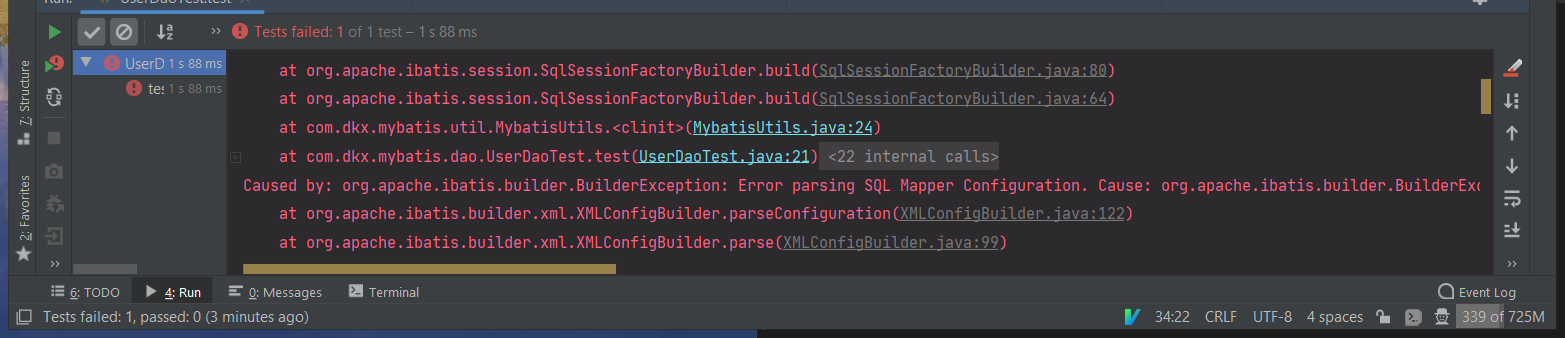 Run:
UserDaoTest.test
Tests failed: 1 of 1 test – 1 s 88 ms
UserD 1 s 88 ms
tes 1 s 88 ms
at org.apache.ibatis.session.SqlSessionFactoryBuilder.build(SqlSessionFactoryBuilder.java:80)
at org.apache.ibatis.session.SqlSessionFactoryBuilder.build(SqlSessionFactoryBuilder.java:64)
at com.dkx.mybatis.util.MybatisUtils.<clinit>(MybatisUtils.java:24)
at com.dkx.mybatis.dao.UserDaoTest.test(UserDaoTest.java:21) <22 internal calls>
Caused by: org.apache.ibatis.builder.BuilderException: Error parsing SQL Mapper Configuration. Cause: org.apache.ibatis.builder.BuilderExc
at org.apache.ibatis.builder.xml.XMLConfigBuilder.parseConfiguration(XMLConfigBuilder.java:122)
at org.apache.ibatis.builder.xml.XMLConfigBuilder.parse(XMLConfigBuilder.java:99)
7: Structure
2: Favorites
6: TODO
4: Run
0: Messages
Terminal
Event Log
Tests failed: 1, passed: 0 (3 minutes ago)
34:22 CRLF UTF-8 4 spaces 339 of 725M